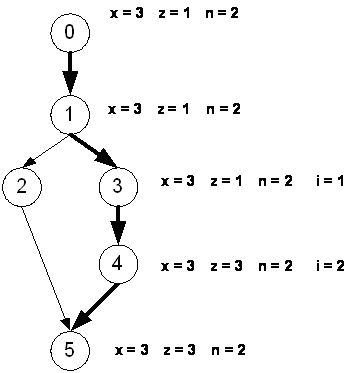 0 x = 3 z = 1 n = 2
1 x = 3 z = 1 n = 2
2 3 x = 3 z = 1 n = 2 i = 1
4 x = 3 z = 3 n = 2 i = 2
5 x = 3 z = 3 n = 2